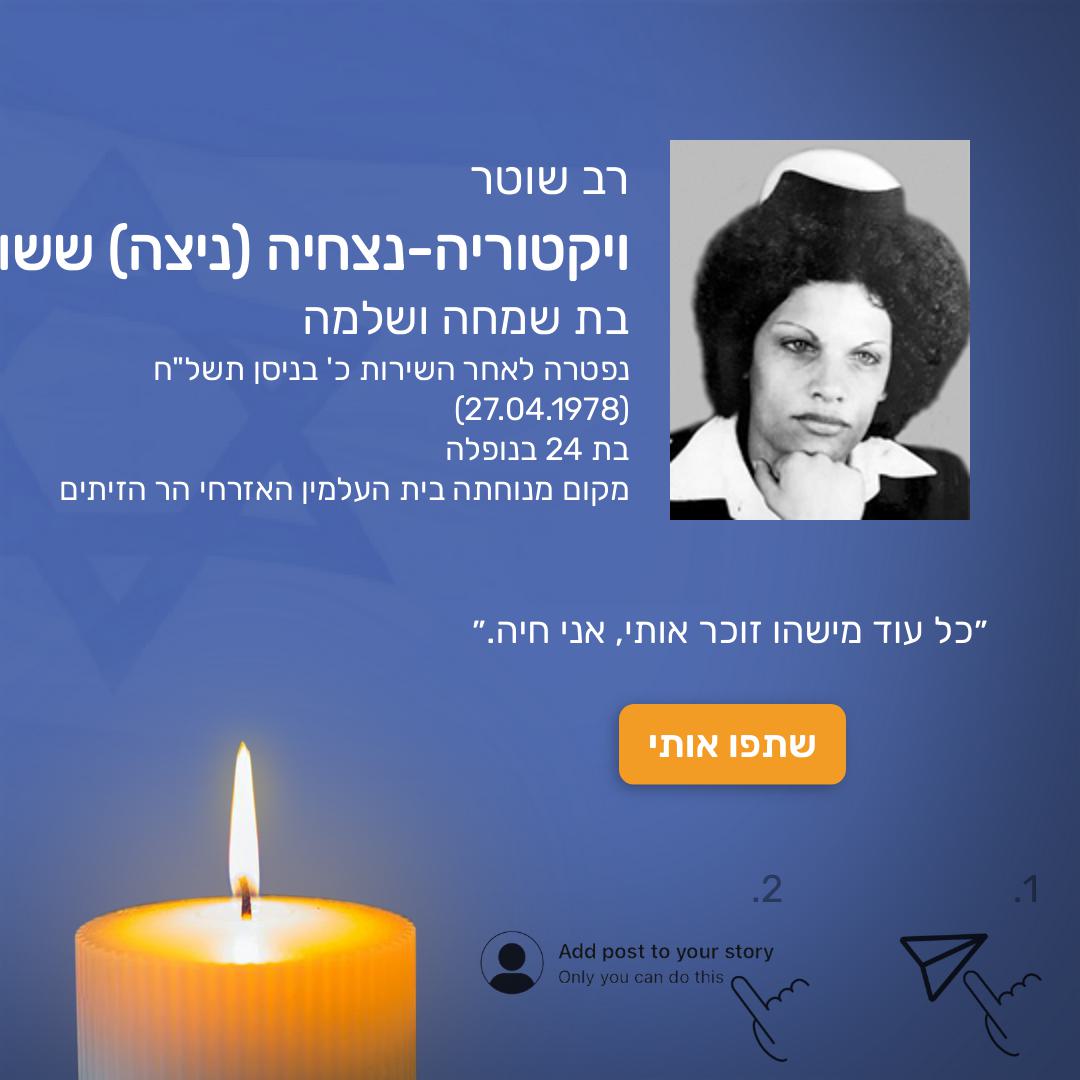 רב שוטר
ויקטוריה-נצחיה (ניצה) ששו
בת שמחה ושלמה
נפטרה לאחר השירות כ' בניסן תשל"ח
(27.04.1978)
בת 24 בנופלה
מקום מנוחתה בית העלמין האזרחי הר הזיתים
״כל עוד מישהו זוכר אותי, אני חיה.״
שתפו אותי
1.
2.
Add post to your story
Only you can do this